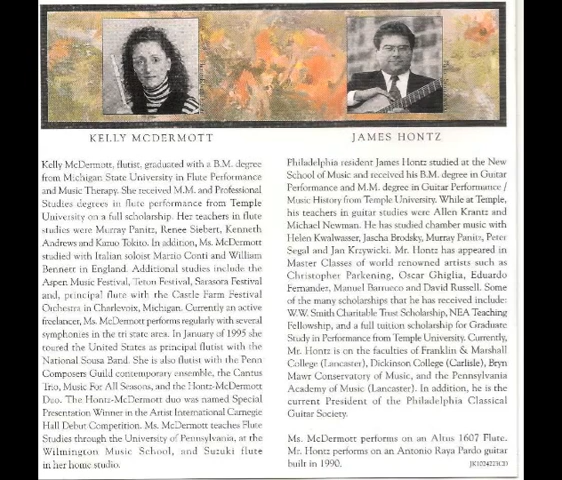 KELLY MCDERMOTT
Kelly McDermott, flutist, graduated with a B.M. degree
from Michigan State University in Flute Performance
and Music Therapy. She received M.M. and Professional
Studies degrees in flute performance from Temple
University on a full scholarship. Her teachers in flute
studies were Murray Panitz, Renee Siebert, Kenneth
Andrews and Kazuo Tokito. In addition, Ms. McDermott
studied with Italian soloist Marzio Conti and William
Bennett in England. Additional studies include the
Aspen Music Festival, Teton Festival, Sarasota Festival
and, principal flute with the Castle Farm Festival
Orchestra in Charlevoix, Michigan. Currently an active
freelancer, Ms. McDermott performs regularly with several
symphonies in the tri state area. In January of 1995 she
toured the United States as principal flutist with the
National Sousa Band. She is also flutist with the Penn
Composers Guild contemporary ensemble, the Cantus
Trio, Music For All Seasons, and the Hontz-McDermott
Duo. The Hontz-McDermott duo was named Special
Presentation Winner in the Artist International Carnegie
Hall Debut Competition. Ms. McDermott teaches Flute
Studies through the University of Pennsylvania, at the
Wilmington Music School, and Suzuki flute
in her home studio.
JAMES HONTZ
Philadelphia resident James Hontz studied at the New
School of Music and received his B.M. degree in Guitar
Performance and M.M. degree in Guitar Performance /
Music History from Temple University. While at Temple,
his teachers in guitar studies were Allen Krantz and
Michael Newman. He has studied chamber music with
Helen Kwalwasser, Jascha Brodsky, Murray Panitz, Peter
Segal and Jan Krzywicki. Mr. Hontz has appeared in
Master Classes of world renowned artists such as
Christopher Parkening, Oscar Ghiglia, Eduardo
Fernandez, Manuel Barrueco and David Russell. Some
of the many scholarships that he has received include:
W.W. Smith Charitable Trust Scholarship, NEA Teaching
Fellowship, and a full tuition scholarship for Graduate
Study in Performance from Temple University. Currently,
Mr. Hontz is on the faculties of Franklin & Marshall
College (Lancaster), Dickinson College (Carlisle), Bryn
Mawr Conservatory of Music, and the Pennsylvania
Academy of Music (Lancaster). In addition, he is the
current President of the Philadelphia Classical
Guitar Society.
Ms. McDermott performs on an Altus 1607 Flute.
Mr. Hontz performs on an Antonio Raya Pardo guitar
built in 1990.